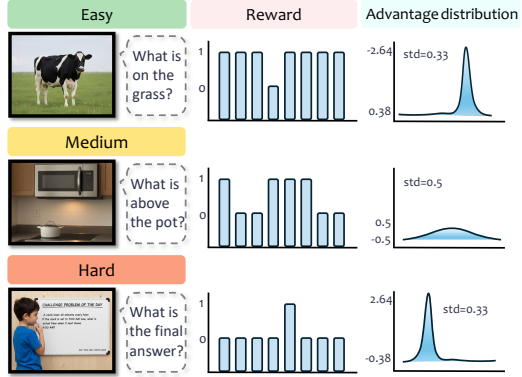 Easy
Reward
Advantage distribution
What is
on the
grass?
1
0
-2.64
std=0.33
0.38
Medium
What is
above
the pot?
1
0
std=0.5
0.5
-0.5
Hard
CHALLENGE PROBLEM OF THE DAY
What is
the final
answer?
1
0
2.64
std=0.33
-0.38